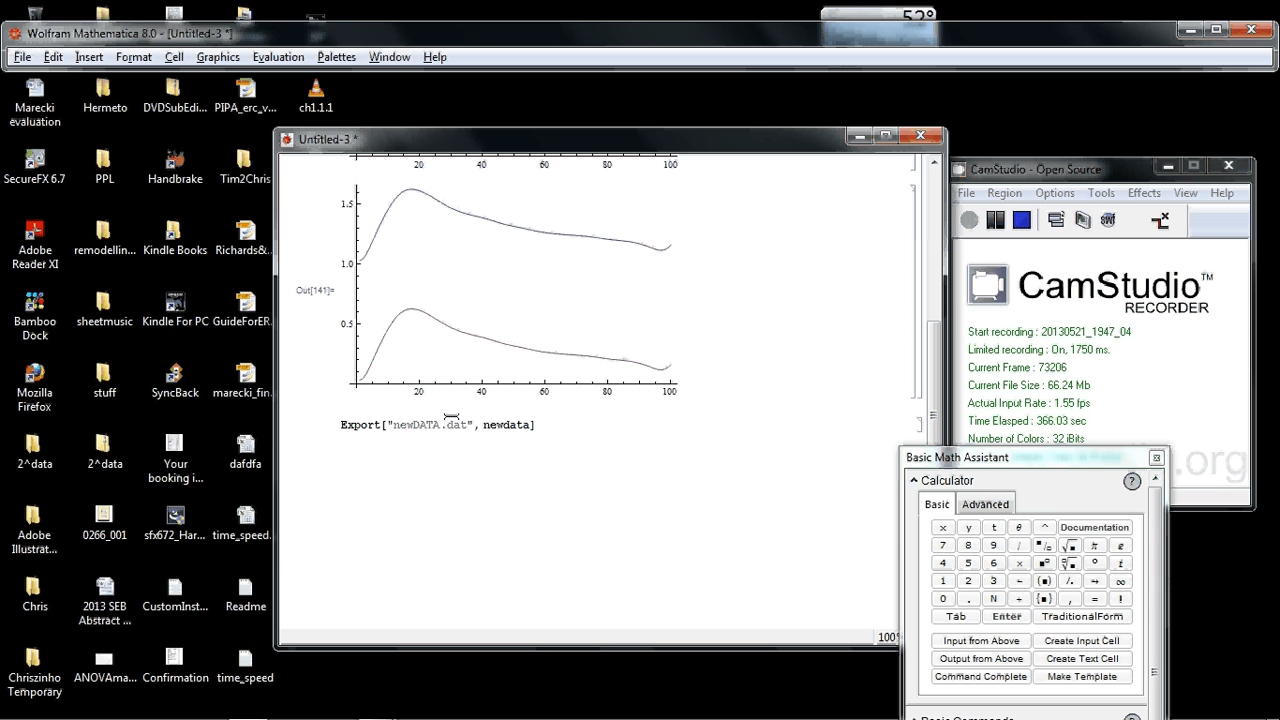 52°
Wolfram Mathematica 8.0 - [Untitled-3 *]
File Edit Insert Format Cell Graphics Evaluation Palettes Window Help
Marecki evaluation
Hermeto
DVDSubEdi...
PIPA_erc_v...
ch1.1.1
SecureFX 6.7
PPL
Handbrake
Tim2Chris
Adobe Reader XI
remodellin...
Kindle Books
Richards&...
Bamboo Dock
sheetmusic
Kindle For PC
GuideForER...
Mozilla Firefox
stuff
SyncBack
marecki_fin...
2^data
2^data
Your booking i...
dafdfa
Adobe Illustrat...
0266_001
sfx672_Har...
time_speed...
Chris
2013 SEB Abstract ...
CustomInst...
Readme
Chriszinho Temporary
ANOVAma...
Confirmation
time_speed
Untitled-3 *
20 40 60 80 100
1.5
1.0
Out[141]=
0.5
20 40 60 80 100
Export["newDATA.dat", newdata]
100%
CamStudio - Open Source
File Region Options Tools Effects View Help
CamStudio™
RECORDER
Start recording : 20130521_1947_04
Limited recording : On, 1750 ms.
Current Frame : 73206
Current File Size : 66.24 Mb
Actual Input Rate : 1.55 fps
Time Elasped : 366.03 sec
Number of Colors : 32 iBits
.org
Basic Math Assistant
Calculator
?
Basic Advanced
x y t θ ^ Documentation
7 8 9 /
4 5 6 ×
1 2 3
0 . N + , = !
Tab Enter TraditionalForm
Input from Above Create Input Cell
Output from Above Create Text Cell
Command Complete Make Template